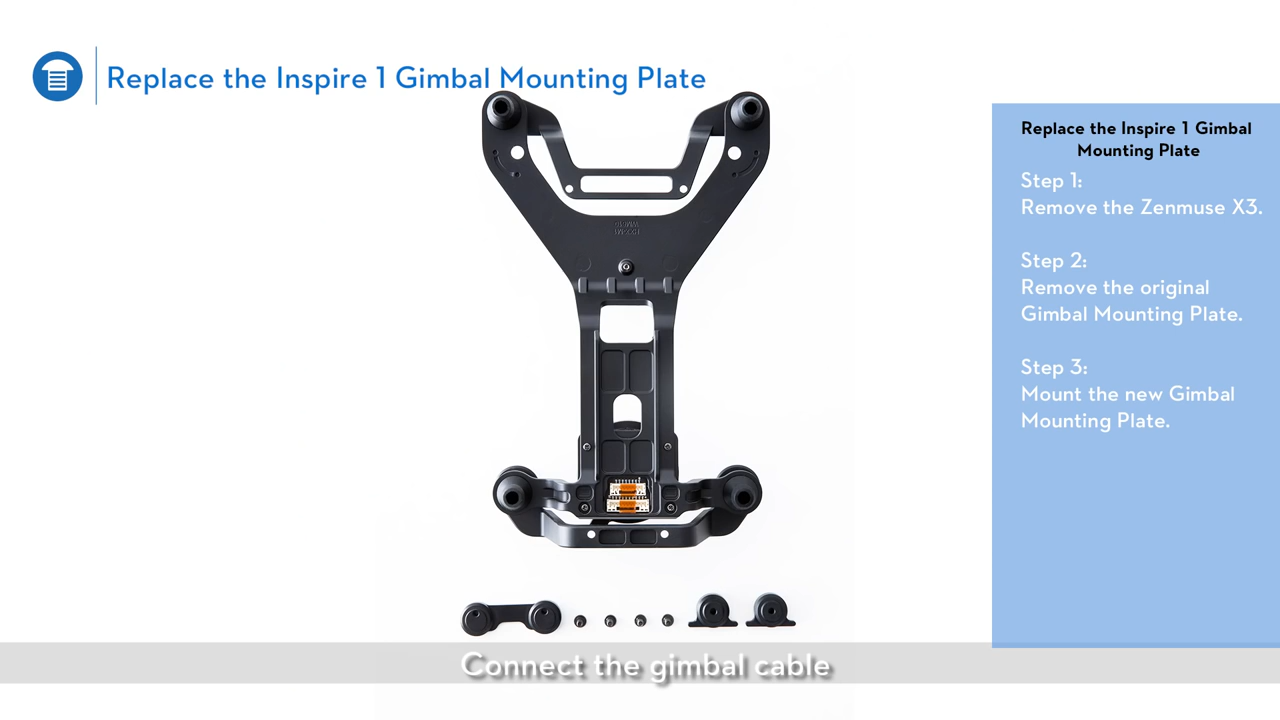 Replace the Inspire 1 Gimbal Mounting Plate
Replace the Inspire 1 Gimbal
Mounting Plate
Step 1:
Remove the Zenmuse X3.
Step 2:
Remove the original
Gimbal Mounting Plate.
Step 3:
Mount the new Gimbal
Mounting Plate.
Connect the gimbal cable